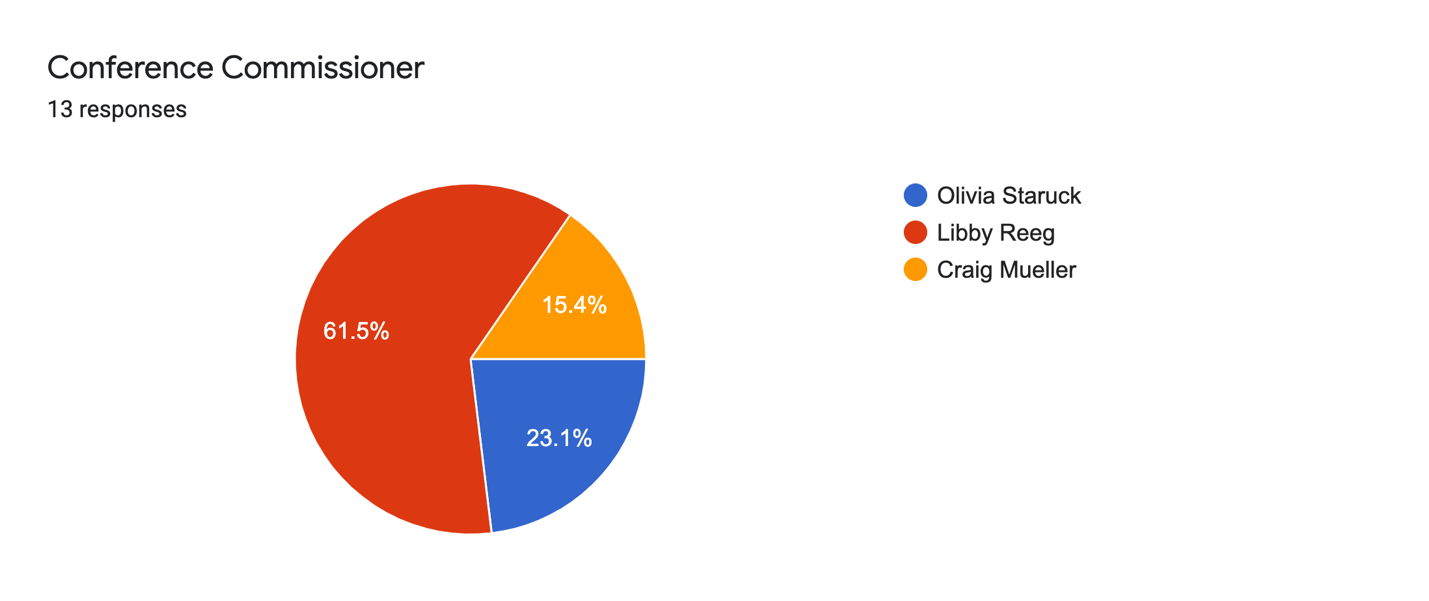 Conference Commissioner
13 responses
Olivia Staruck
Libby Reeg
Craig Mueller
15.4%
61.5%
23.1%